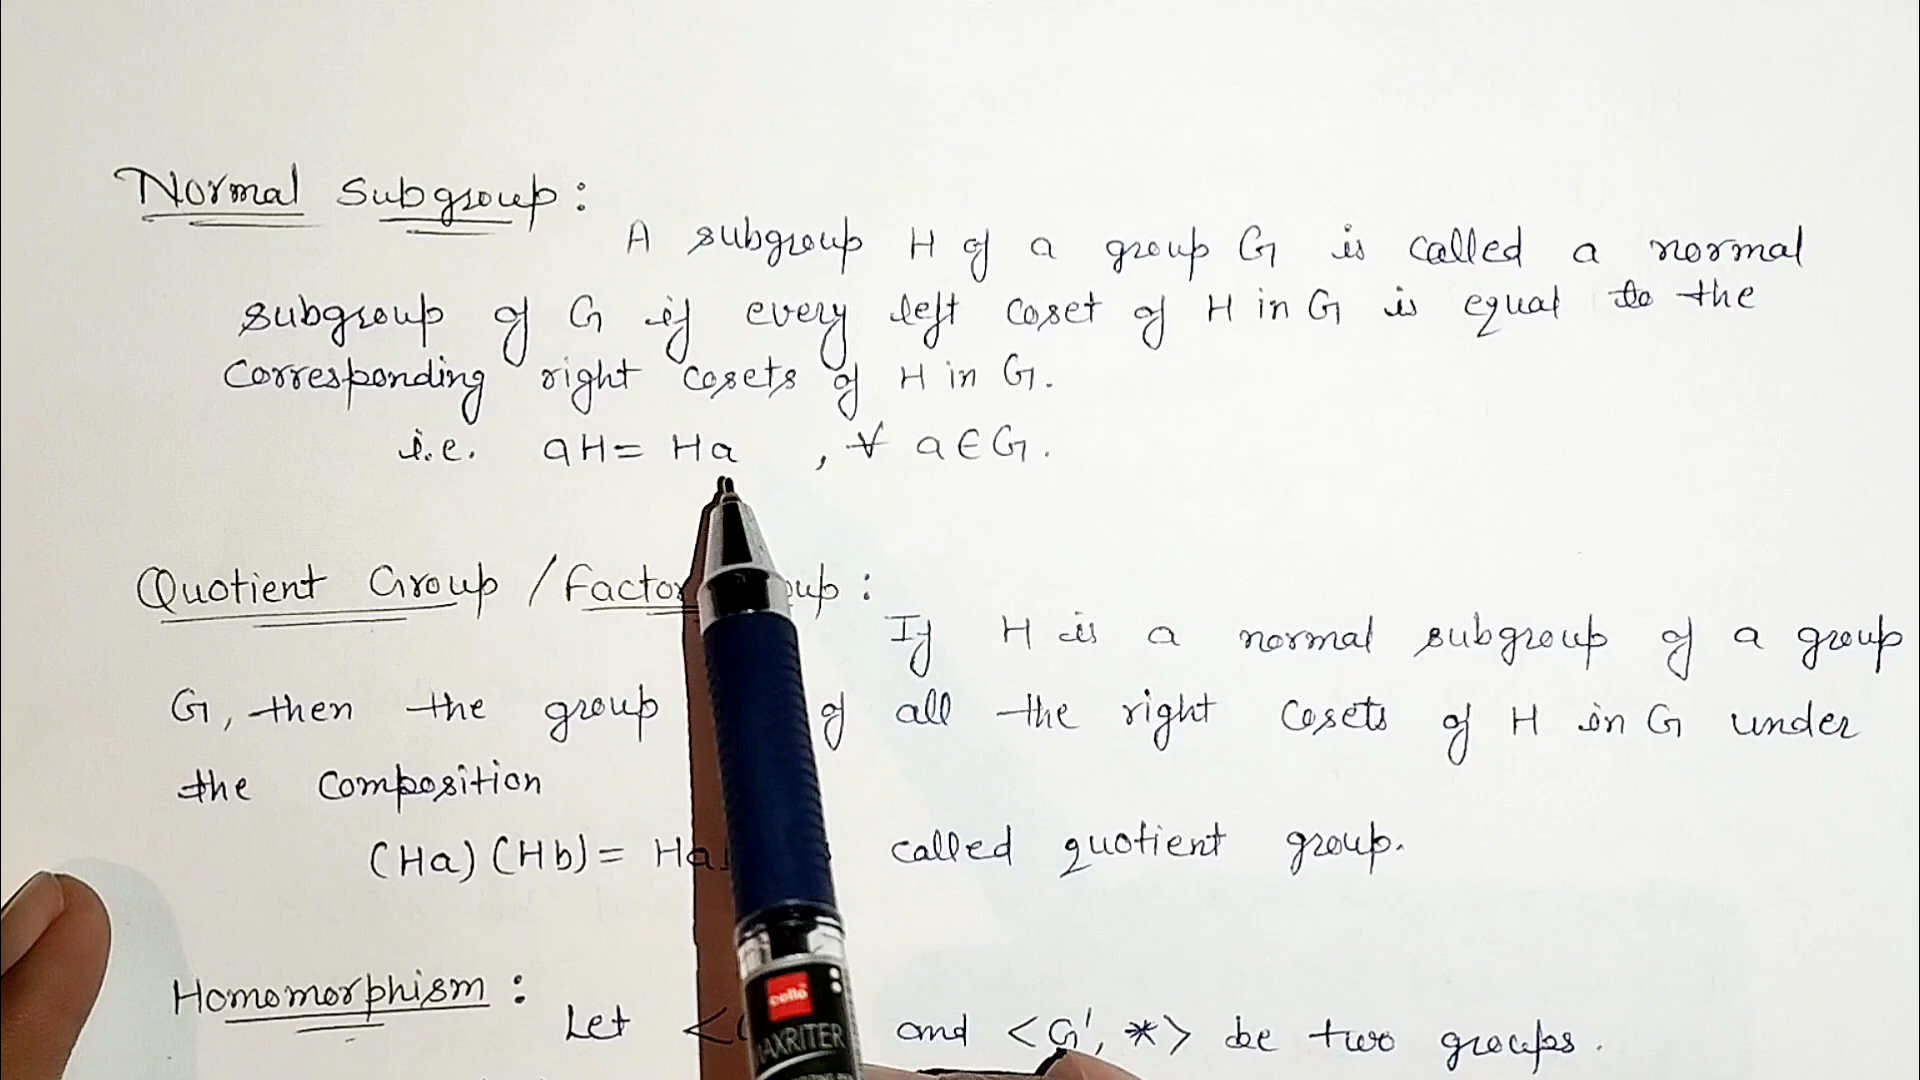 Normal Subgroup:
A subgroup H of a group G is called a normal
subgroup of G if every left coset of H in G is equal to the
corresponding right cosets of H in G.
i.e. aH = Ha , ∀ a∈G.
Quotient Group / Factor
If H is a normal subgroup of a group
G, then the group of all the right cosets of H in G under
the composition
(Ha)(Hb) = called quotient group.
Homomorphism:
Let and <G', *> be two groups.
cello
MAXRITER